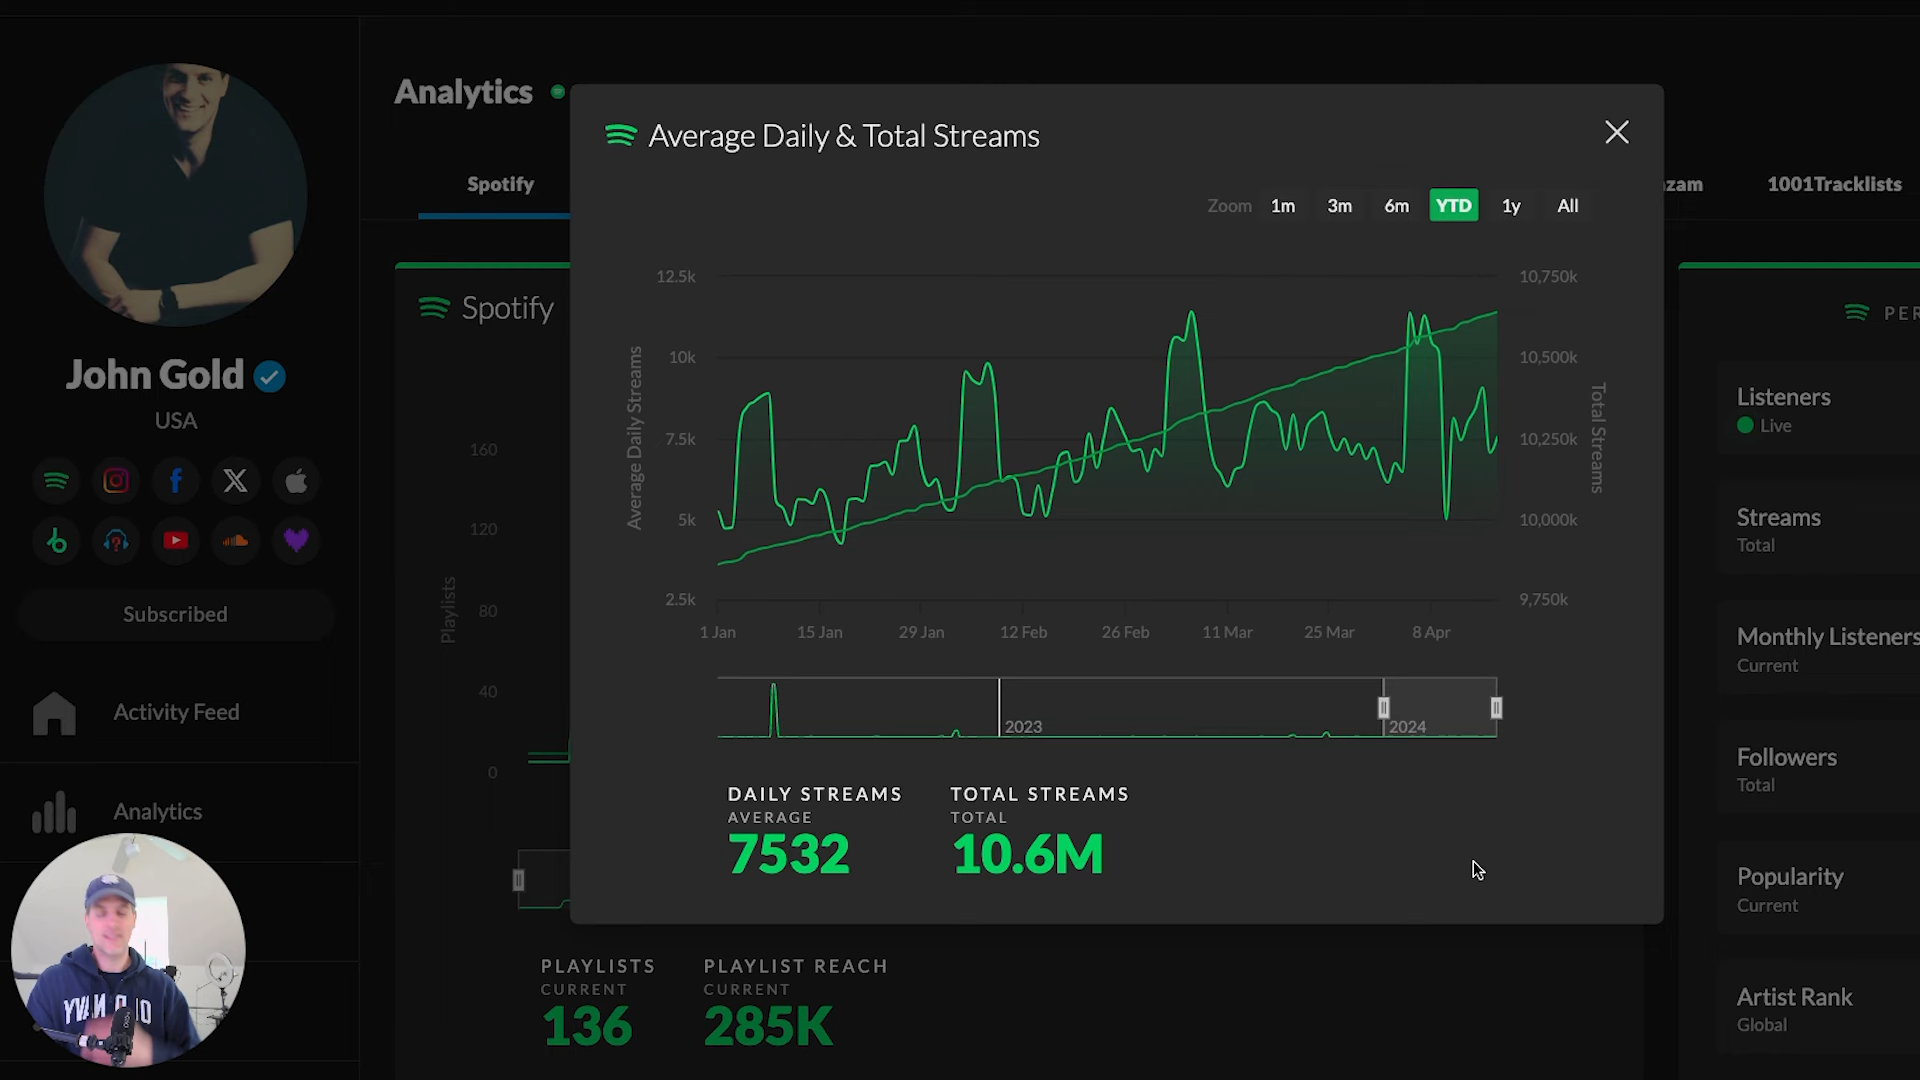 John Gold
USA
Subscribed
Activity Feed
Analytics
Analytics
Spotify
zam
1001Tracklists
Spotify
Playlists
160
120
80
40
0
Average Daily & Total Streams
Zoom
1m
3m
6m
YTD
1y
All
Average Daily Streams
12.5k
10k
7.5k
5k
2.5k
10,750k
10,500k
10,250k
10,000k
9,750k
Total Streams
1 Jan
15 Jan
29 Jan
12 Feb
26 Feb
11 Mar
25 Mar
8 Apr
2023
2024
DAILY STREAMS
AVERAGE
7532
TOTAL STREAMS
TOTAL
10.6M
PLAYLISTS
CURRENT
136
PLAYLIST REACH
CURRENT
285K
PER
Listeners
Live
Streams
Total
Monthly Listeners
Current
Followers
Total
Popularity
Current
Artist Rank
Global